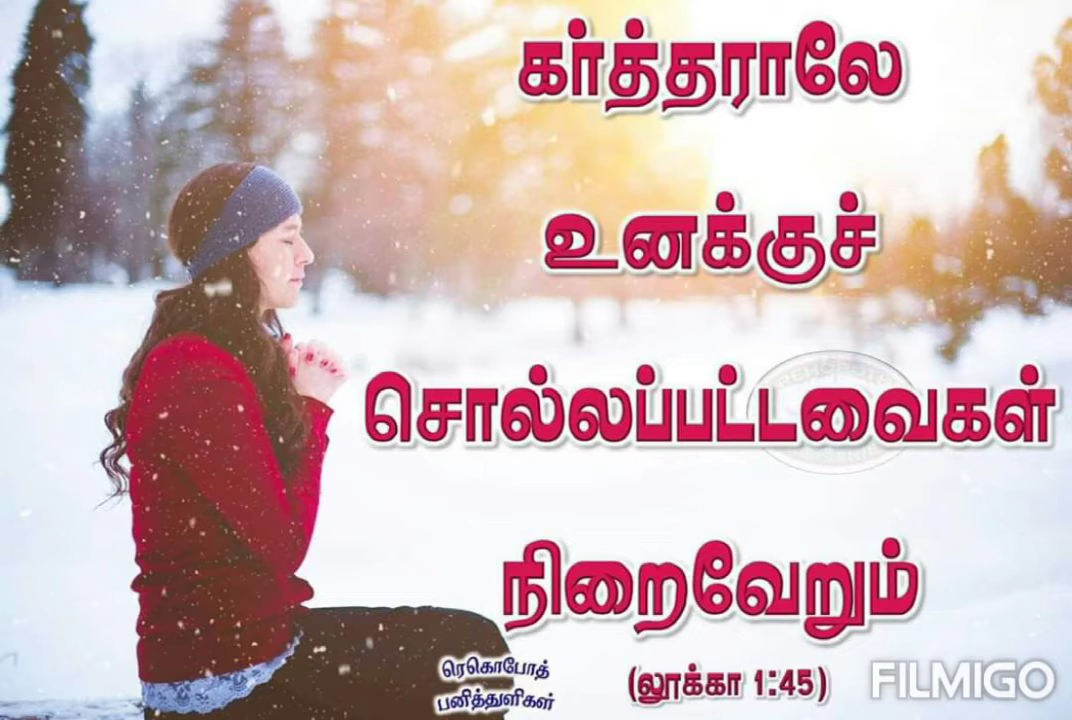 கர்த்தராலே
உனக்குச்
சொல்லப்பட்டவைகள்
நிறைவேறும்
(லூக்கா 1:45)
ரெகொபோத்
பனித்துளிகள்
FILMIGO